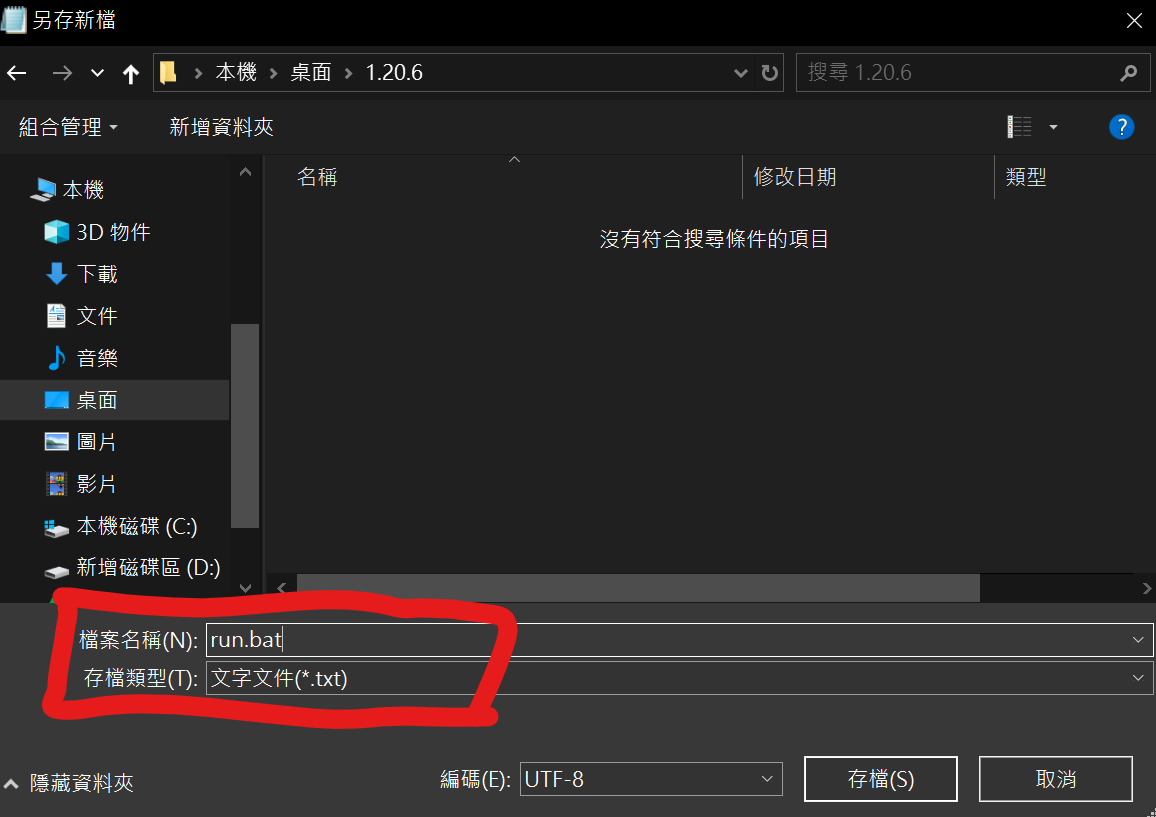 另存新檔
本機 桌面 1.20.6
搜尋 1.20.6
組合管理 新增資料夾
名稱 修改日期 類型
沒有符合搜尋條件的項目
本機
3D 物件
下載
文件
音樂
桌面
圖片
影片
本機磁碟 (C:)
新增磁碟區 (D:)
檔案名稱(N): run.bat
存檔類型(T): 文字文件(*.txt)
隱藏資料夾
編碼(E): UTF-8
存檔(S) 取消